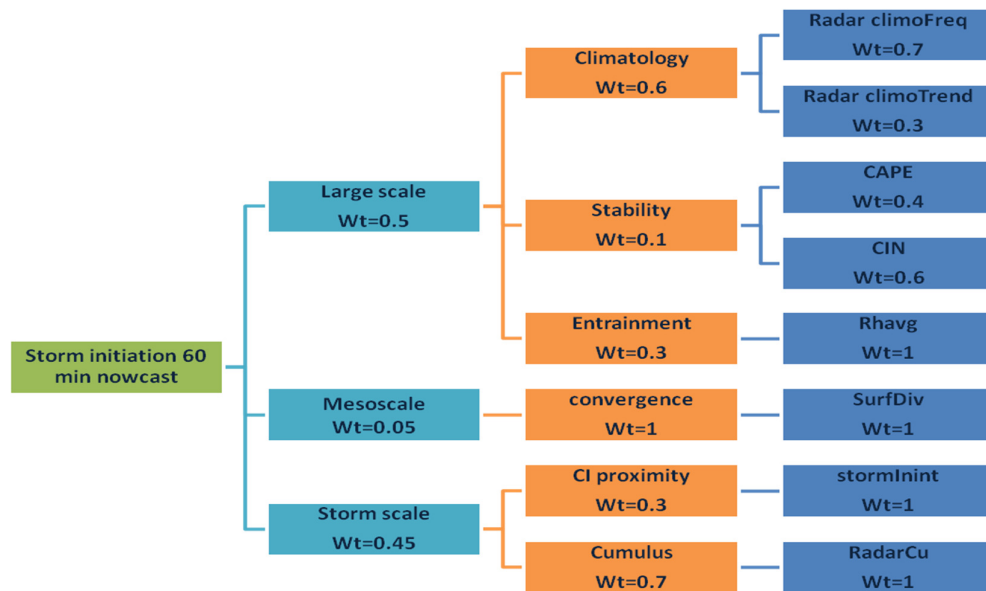 Storm initiation 60
min nowcast
Large scale
Wt=0.5
Mesoscale
Wt=0.05
Storm scale
Wt=0.45
Climatology
Wt=0.6
Stability
Wt=0.1
Entrainment
Wt=0.3
convergence
Wt=1
CI proximity
Wt=0.3
Cumulus
Wt=0.7
Radar climoFreq
Wt=0.7
Radar climoTrend
Wt=0.3
CAPE
Wt=0.4
CIN
Wt=0.6
Rhavg
Wt=1
SurfDiv
Wt=1
stormInint
Wt=1
RadarCu
Wt=1